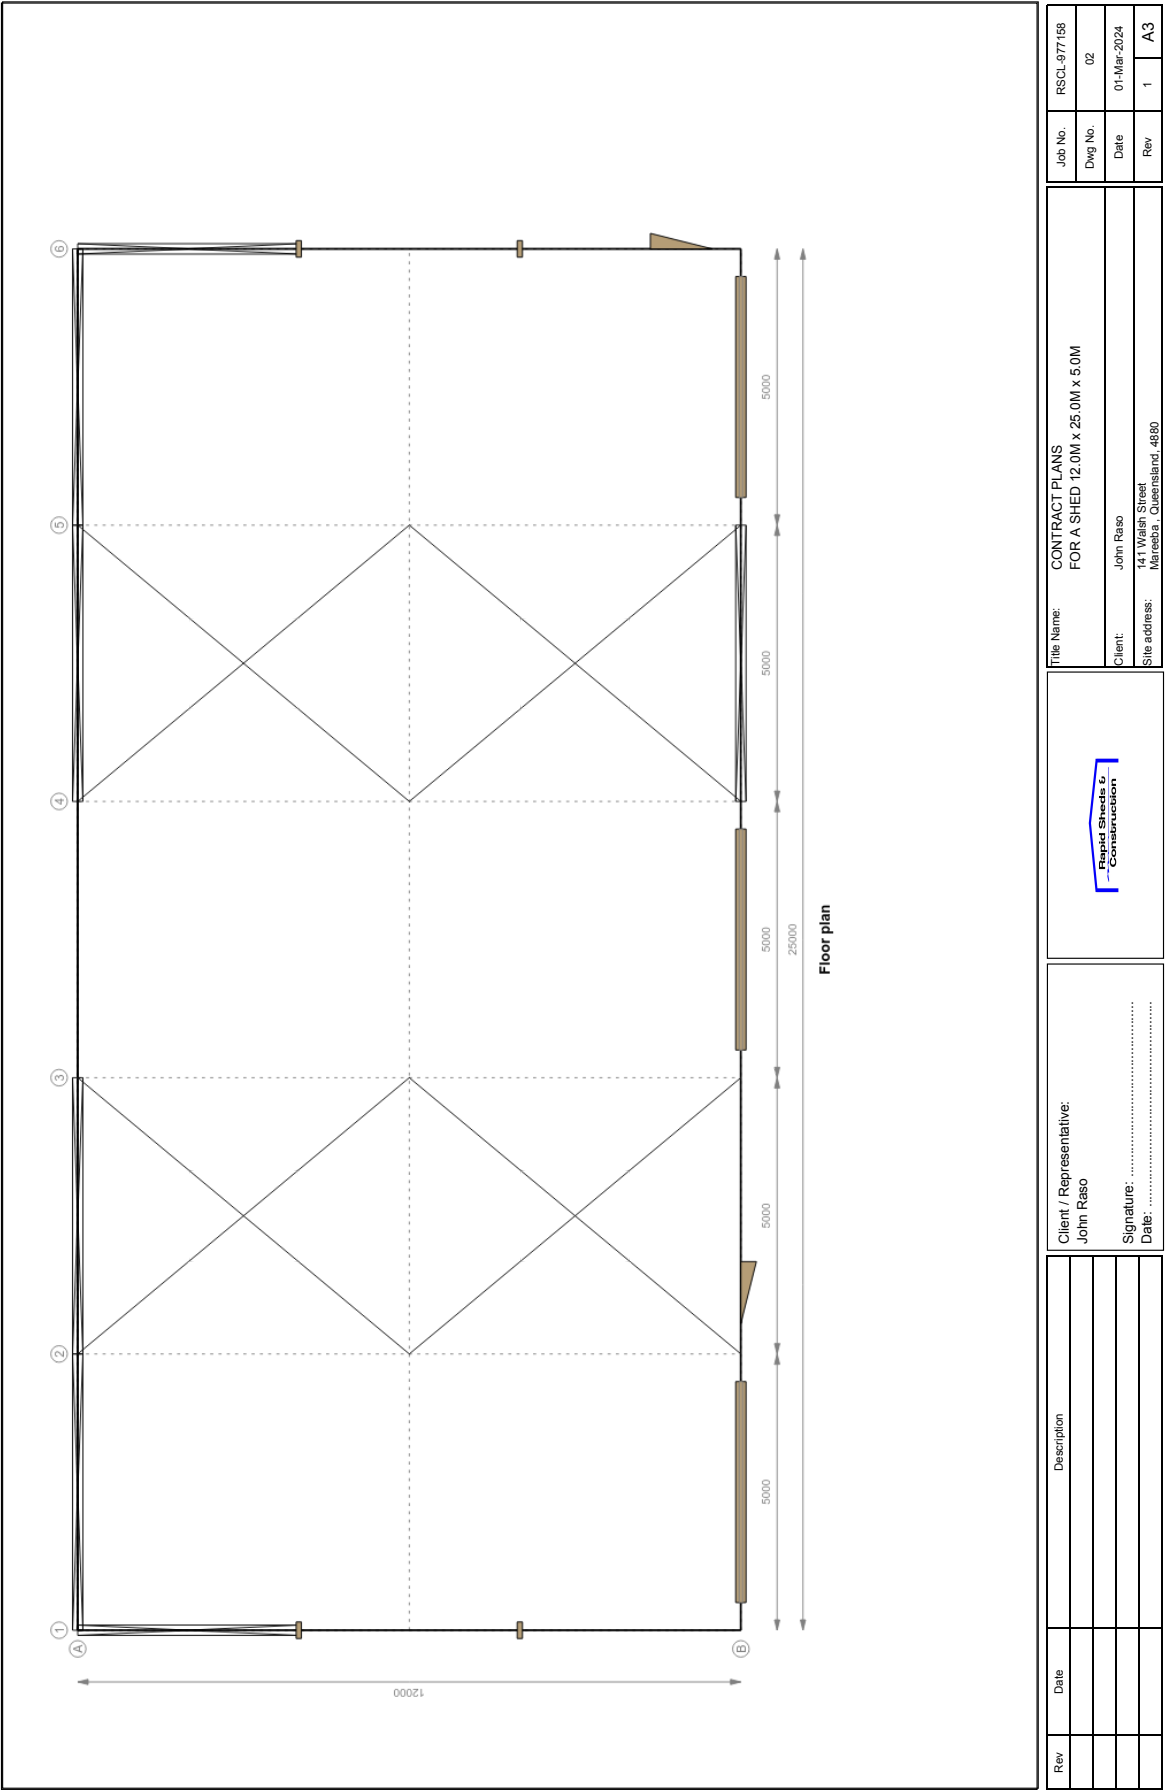 1
2
3
4
5
6
A
B
12000
5000
5000
5000
5000
5000
25000
Floor plan
Rev
Date
Description
Client / Representative:
John Raso
Signature: ..........................................................
Date: ..........................................................
Rapid Sheds &
Construction
Title Name:
CONTRACT PLANS
FOR A SHED 12.0M x 25.0M x 5.0M
Client:
John Raso
Site address:
141 Walsh Street
Mareeba , Queensland, 4880
Job No.
RSCL-977158
Dwg No.
02
Date
01-Mar-2024
Rev
1
A3